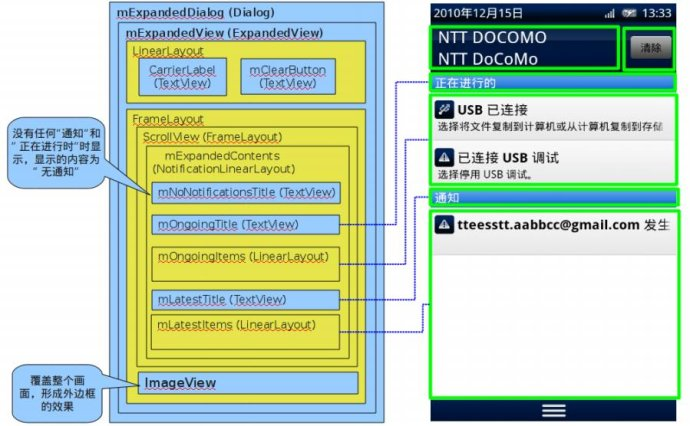 mExpandedDialog (Dialog)
mExpandedView (ExpandedView)
LinearLayout
CarrierLabel
(TextView)
mClearButton
(TextView)
FrameLayout
ScrollView (FrameLayout)
mExpandedContents
(NotificationLinearLayout)
mNoNotificationsTitle (TextView)
mOngoingTitle (TextView)
mOngoingItems (LinearLayout)
mLatestTitle (TextView)
mLatestItems (LinearLayout)
ImageView
没有任何“通知”和
“ 正在进行时”时显
示，显示的内容为
“ 无通知”
覆盖整个画
面，形成外边框
的效果
2010年12月15日
13:33
NTT DOCOMO
NTT DoCoMo
清除
正在进行的
USB 已连接
选择将文件复制到计算机或从计算机复制到存储
已连接 USB 调试
选择停用 USB 调试。
通知
tteesstt.aabbcc@gmail.com 发生